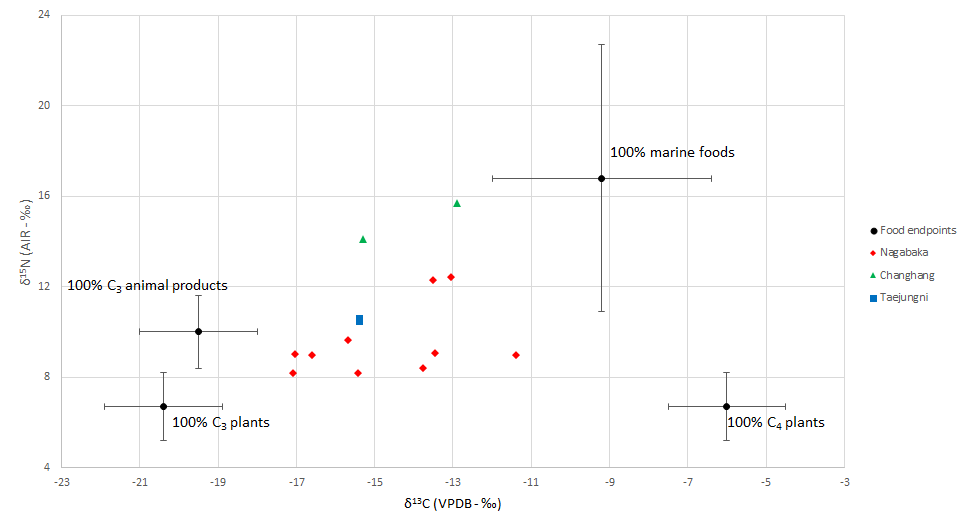 24
20
16
12
8
4
δ¹⁵N (AIR - ‰)
100% marine foods
100% C₃ animal products
100% C₃ plants
100% C₄ plants
-23 -21 -19 -17 -15 -13 -11 -9 -7 -5 -3
δ¹³C (VPDB - ‰)
Food endpoints
Nagabaka
Changhang
Taejungni